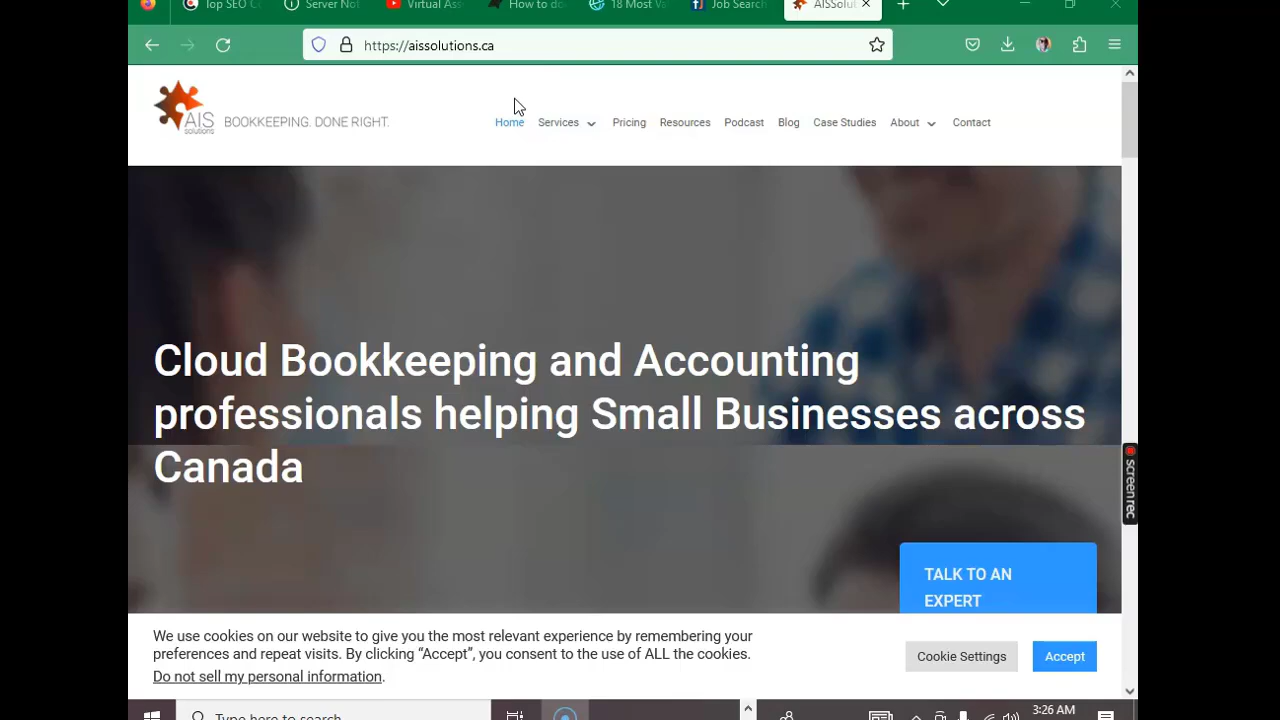 Top SEO C
Server Not
Virtual Ass
How to do
18 Most Va
Job Search
AISSolut
https://aissolutions.ca
AIS
solutions
BOOKKEEPING. DONE RIGHT.
Home Services Pricing Resources Podcast Blog Case Studies About Contact
Cloud Bookkeeping and Accounting
professionals helping Small Businesses across
Canada
screenrec
TALK TO AN
EXPERT
We use cookies on our website to give you the most relevant experience by remembering your
preferences and repeat visits. By clicking “Accept”, you consent to the use of ALL the cookies.
Do not sell my personal information.
Cookie Settings
Accept
Type here to search
3:26 AM